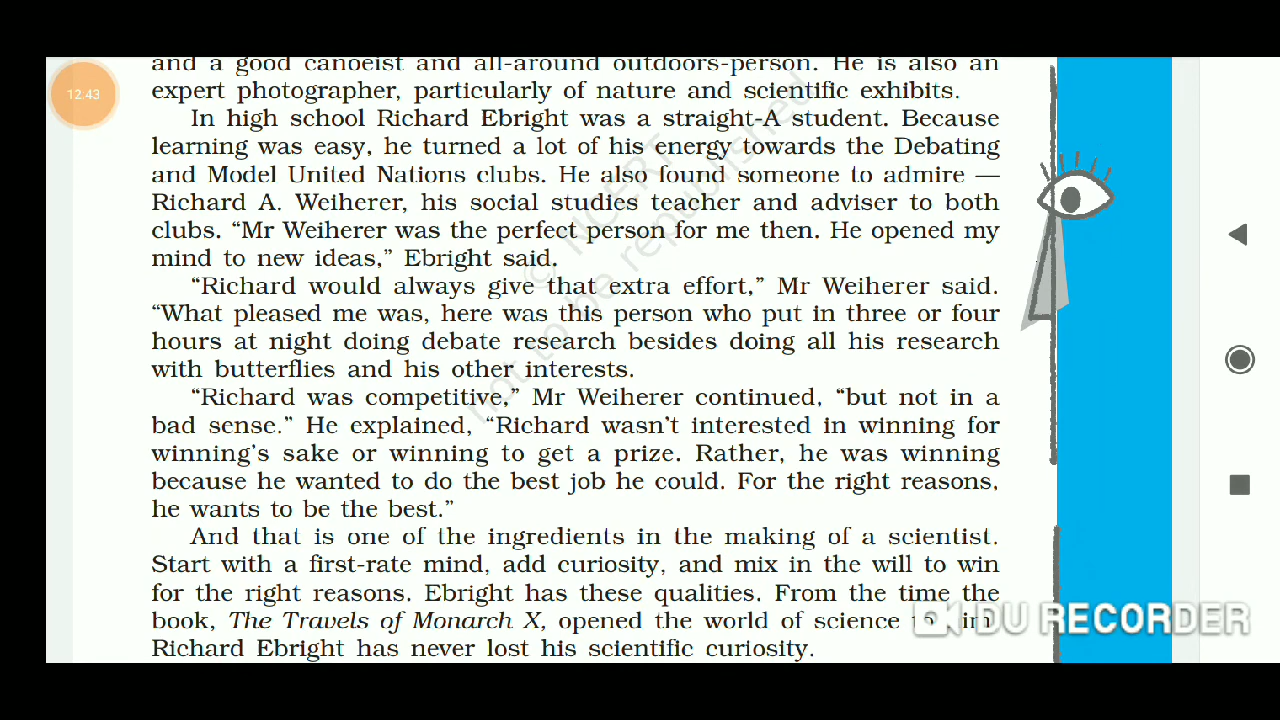 and a good canoeist and all-around outdoors-person. He is also an
12.43
expert photographer, particularly of nature and scientific exhibits.
In high school Richard Ebright was a straight-A student. Because
learning was easy, he turned a lot of his energy towards the Debating
and Model United Nations clubs. He also found someone to admire —
Richard A. Weiherer, his social studies teacher and adviser to both
clubs. “Mr Weiherer was the perfect person for me then. He opened my
mind to new ideas,” Ebright said.
“Richard would always give that extra effort,” Mr Weiherer said.
“What pleased me was, here was this person who put in three or four
hours at night doing debate research besides doing all his research
with butterflies and his other interests.
“Richard was competitive,” Mr Weiherer continued, “but not in a
bad sense.” He explained, “Richard wasn't interested in winning for
winning's sake or winning to get a prize. Rather, he was winning
because he wanted to do the best job he could. For the right reasons,
he wants to be the best.”
And that is one of the ingredients in the making of a scientist.
Start with a first-rate mind, add curiosity, and mix in the will to win
for the right reasons. Ebright has these qualities. From the time the
book, The Travels of Monarch X, opened the world of science
Richard Ebright has never lost his scientific curiosity.
© NCERT
not to be republished
DU RECORDER